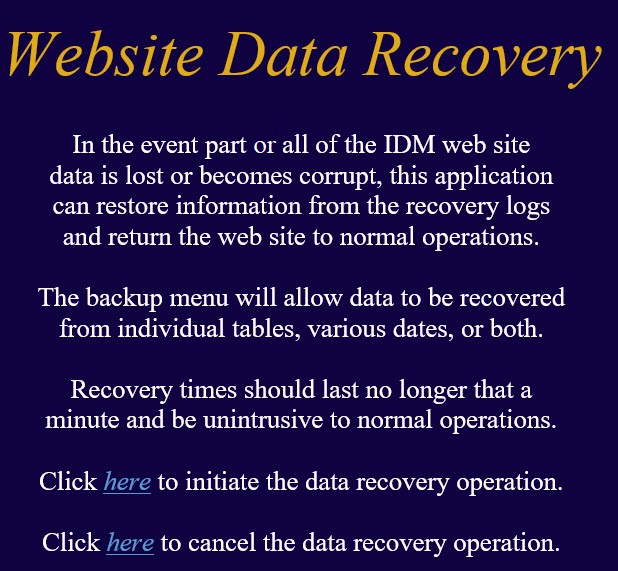 Website Data Recovery
In the event part or all of the IDM web site
data is lost or becomes corrupt, this application
can restore information from the recovery logs
and return the web site to normal operations.
The backup menu will allow data to be recovered
from individual tables, various dates, or both.
Recovery times should last no longer that a
minute and be unintrusive to normal operations.
Click here to initiate the data recovery operation.
Click here to cancel the data recovery operation.